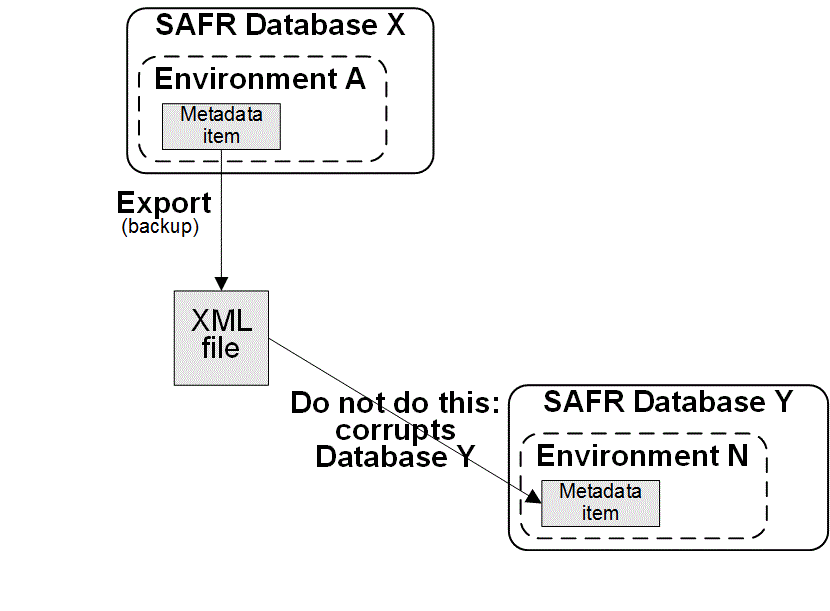 SAFR Database X
Environment A
Metadata
item
Export
(backup)
XML
file
Do not do this:
corrupts
Database Y
SAFR Database Y
Environment N
Metadata
item